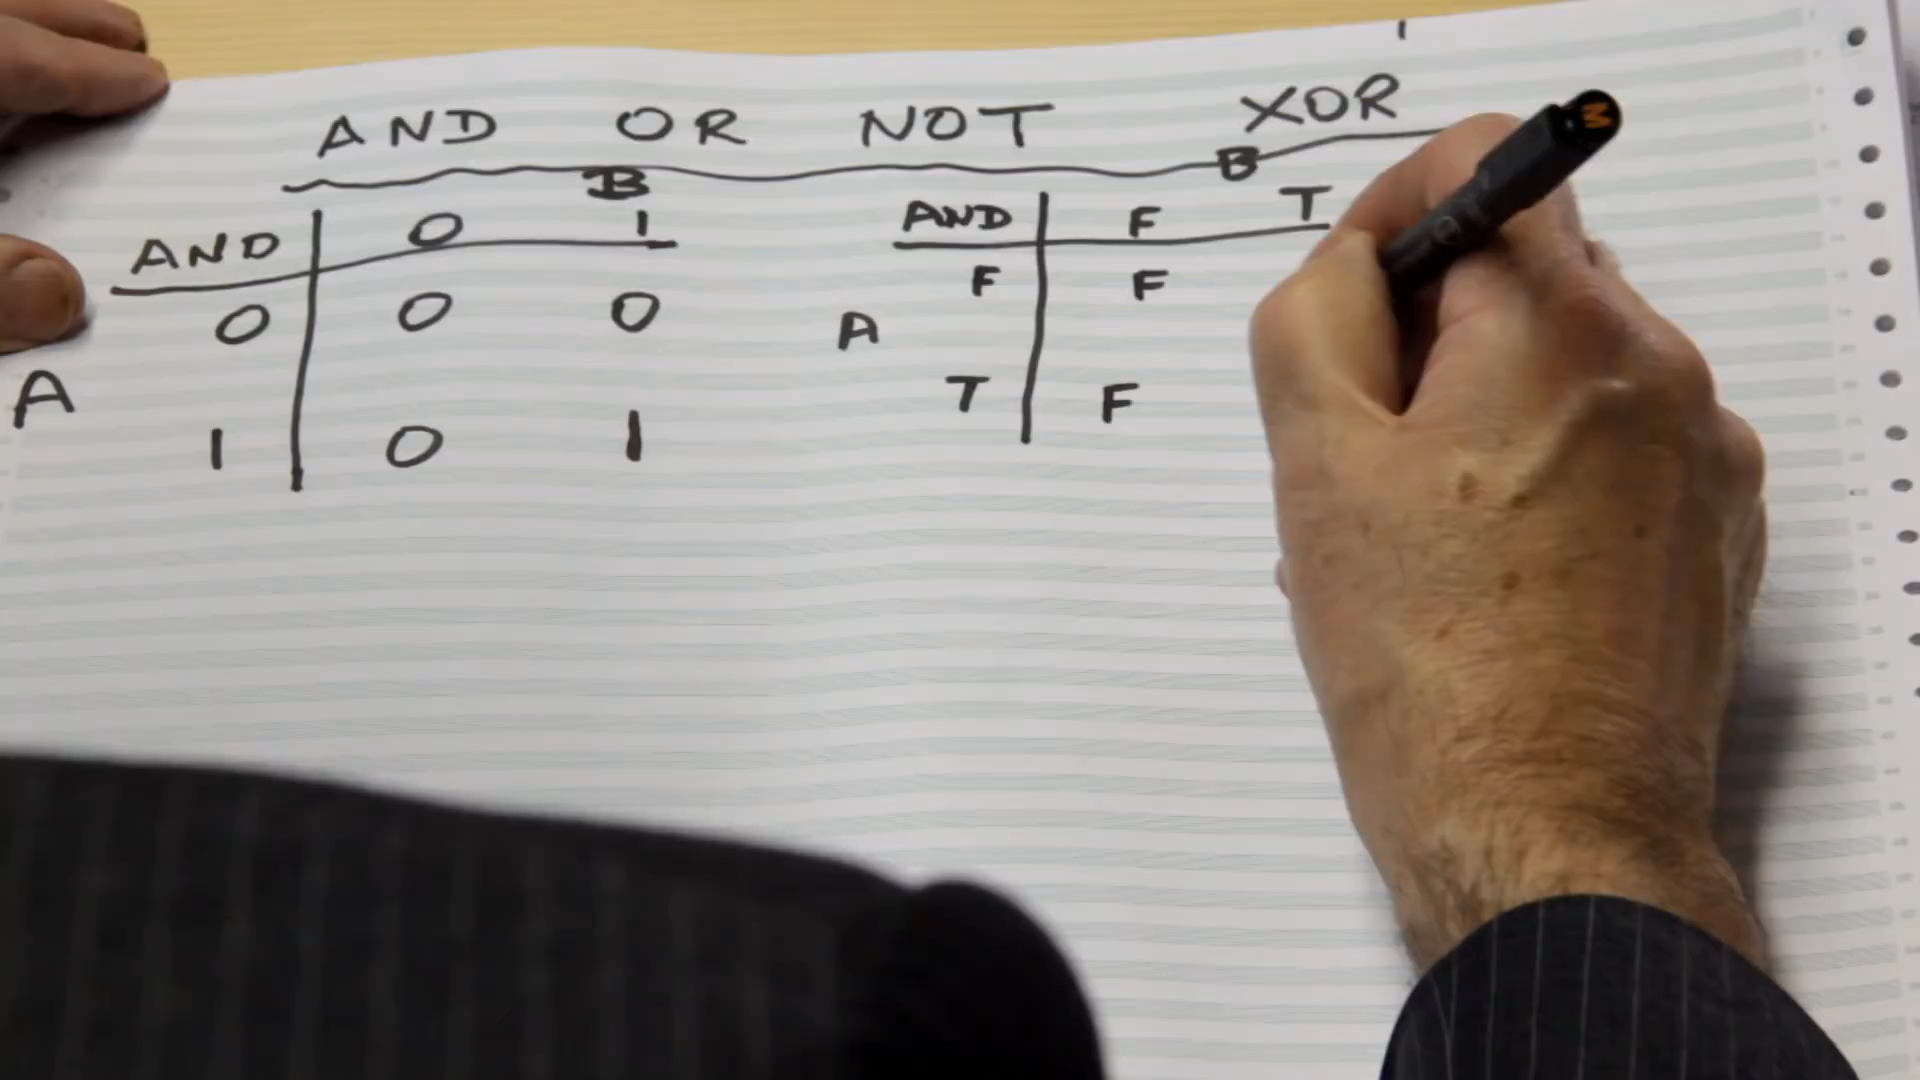 AND OR NOT XOR
B
AND 0 1
0 0 0
A
1 0 1
B
AND F T
F F
A
T F
M